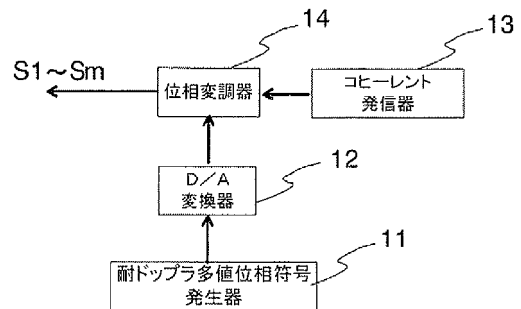 14
13
S1～Sm
位相変調器
コヒーレント
発信器
12
D／A
変換器
11
耐ドップラ多値位相符号
発生器